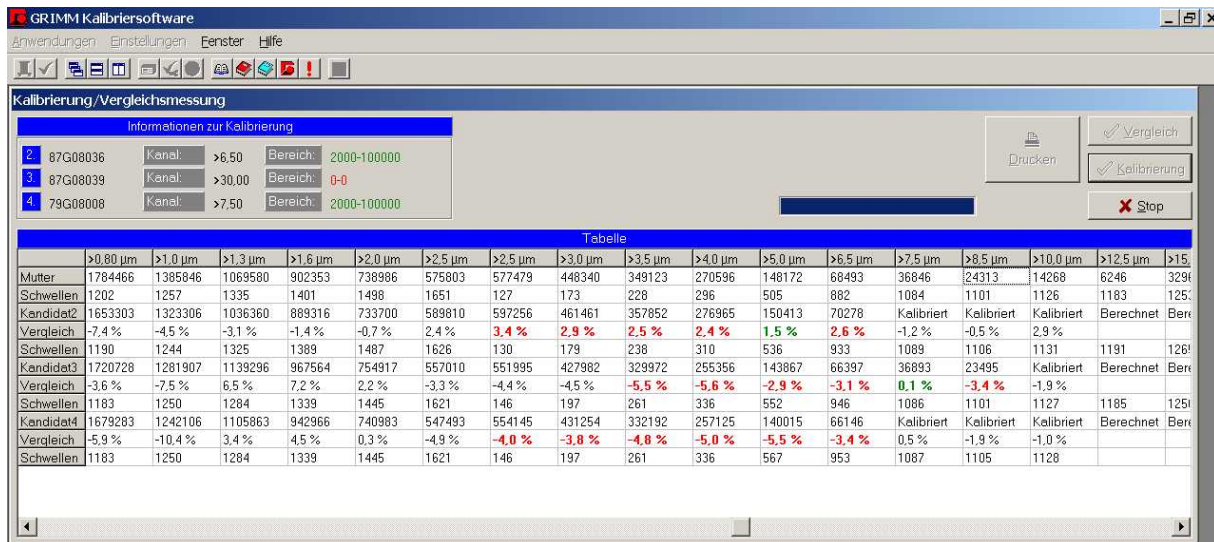 GRIMM Kalibriersoftware
Anwendungen Einstellungen Fenster Hilfe
Kalibrierung/Vergleichsmessung
Informationen zur Kalibrierung
2. 87G08036 Kanal: >6,50 Bereich: 2000-100000
3. 87G08039 Kanal: >30,00 Bereich: 0-0
4. 79G08008 Kanal: >7,50 Bereich: 2000-100000
Drucken
Vergleich
Kalibrierung
Stop
Tabelle
>0,80 µm >1,0 µm >1,3 µm >1,6 µm >2,0 µm >2,5 µm >2,5 µm >3,0 µm >3,5 µm >4,0 µm >5,0 µm >6,5 µm >7,5 µm >8,5 µm >10,0 µm >12,5 µm >15,
Mutter 1784466 1385846 1069580 902353 738986 575803 577479 448340 349123 270596 148172 68493 36846 24313 14268 6246 3296
Schwellen 1202 1257 1335 1401 1498 1651 127 173 228 296 505 882 1084 1101 1126 1183 1253
Kandidat2 1653303 1323306 1036360 889316 733700 589810 597256 461461 357852 276965 150413 70278 Kalibriert Kalibriert Kalibriert Berechnet Bere
Vergleich -7,4 % -4,5 % -3,1 % -1,4 % -0,7 % 2,4 % 3,4 % 2,9 % 2,5 % 2,4 % 1,5 % 2,6 % -1,2 % -0,5 % 2,9 %
Schwellen 1190 1244 1325 1389 1487 1626 130 179 238 310 536 933 1089 1106 1131 1191 126
Kandidat3 1720728 1281907 1139296 967564 754917 557010 551995 427982 329972 255356 143867 66397 36893 23495 Kalibriert Berechnet Bere
Vergleich -3,6 % -7,5 % 6,5 % 7,2 % 2,2 % -3,3 % -4,4 % -4,5 % -5,5 % -5,6 % -2,9 % -3,1 % 0,1 % -3,4 % -1,9 %
Schwellen 1183 1250 1284 1339 1445 1621 146 197 261 336 552 946 1086 1101 1127 1185 125
Kandidat4 1679283 1242106 1105863 942966 740983 547493 554145 431254 332192 257125 140015 66146 Kalibriert Kalibriert Kalibriert Berechnet Bere
Vergleich -5,9 % -10,4 % 3,4 % 4,5 % 0,3 % -4,9 % -4,0 % -3,8 % -4,8 % -5,0 % -5,5 % -3,4 % 0,5 % -1,9 % -1,0 %
Schwellen 1183 1250 1284 1339 1445 1621 146 197 261 336 567 953 1087 1105 1128